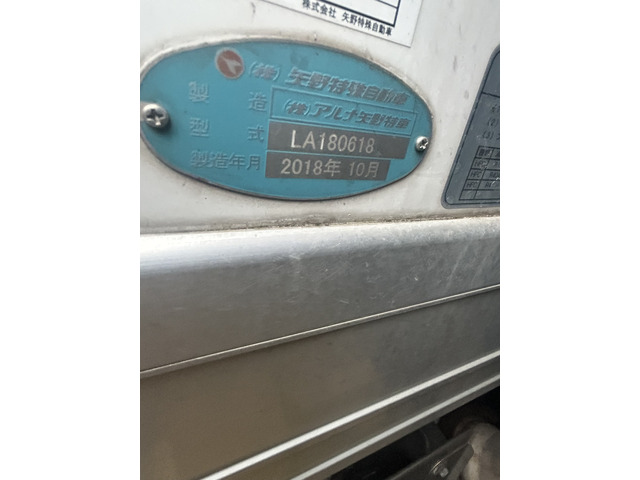 株式会社 矢野特殊自動車
(株) 矢野特殊自動車
製造 (株)アルナ矢野特車
型式 LA180618
製造年月 2018年 10月